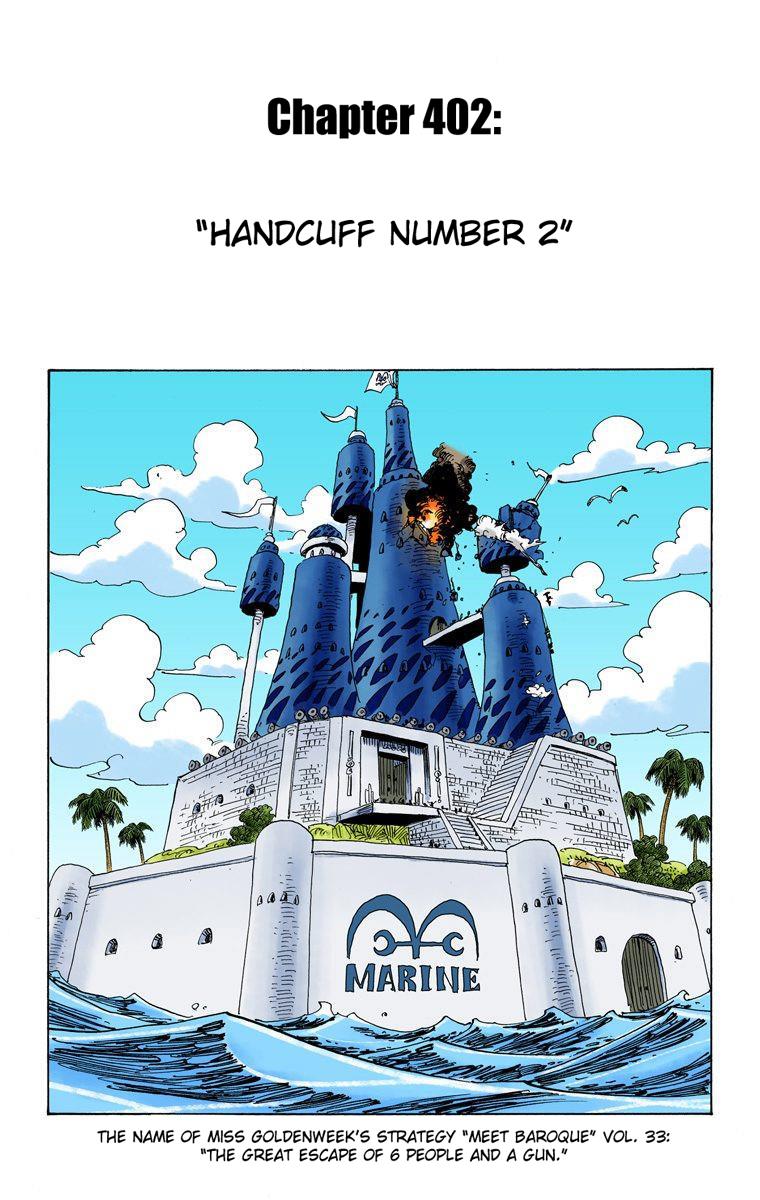 Chapter 402:
"HANDCUFF NUMBER 2"
MARINE
THE NAME OF MISS GOLDENWEEK'S STRATEGY "MEET BAROQUE" VOL. 33:
"THE GREAT ESCAPE OF 6 PEOPLE AND A GUN."